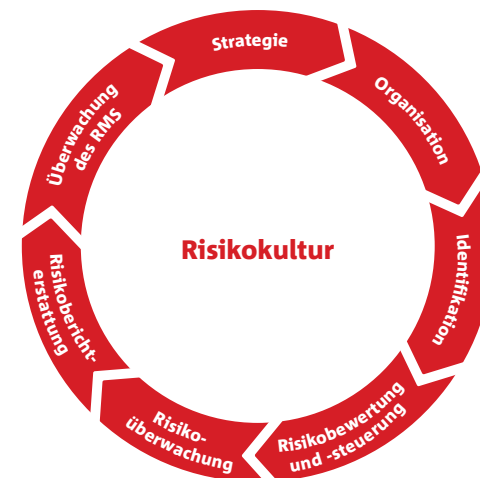 Strategie
Organisation
Identifikation
Risikobewertung
und -steuerung
Risiko-
überwachung
Risikobericht-
erstattung
Überwachung
des RMS
Risikokultur